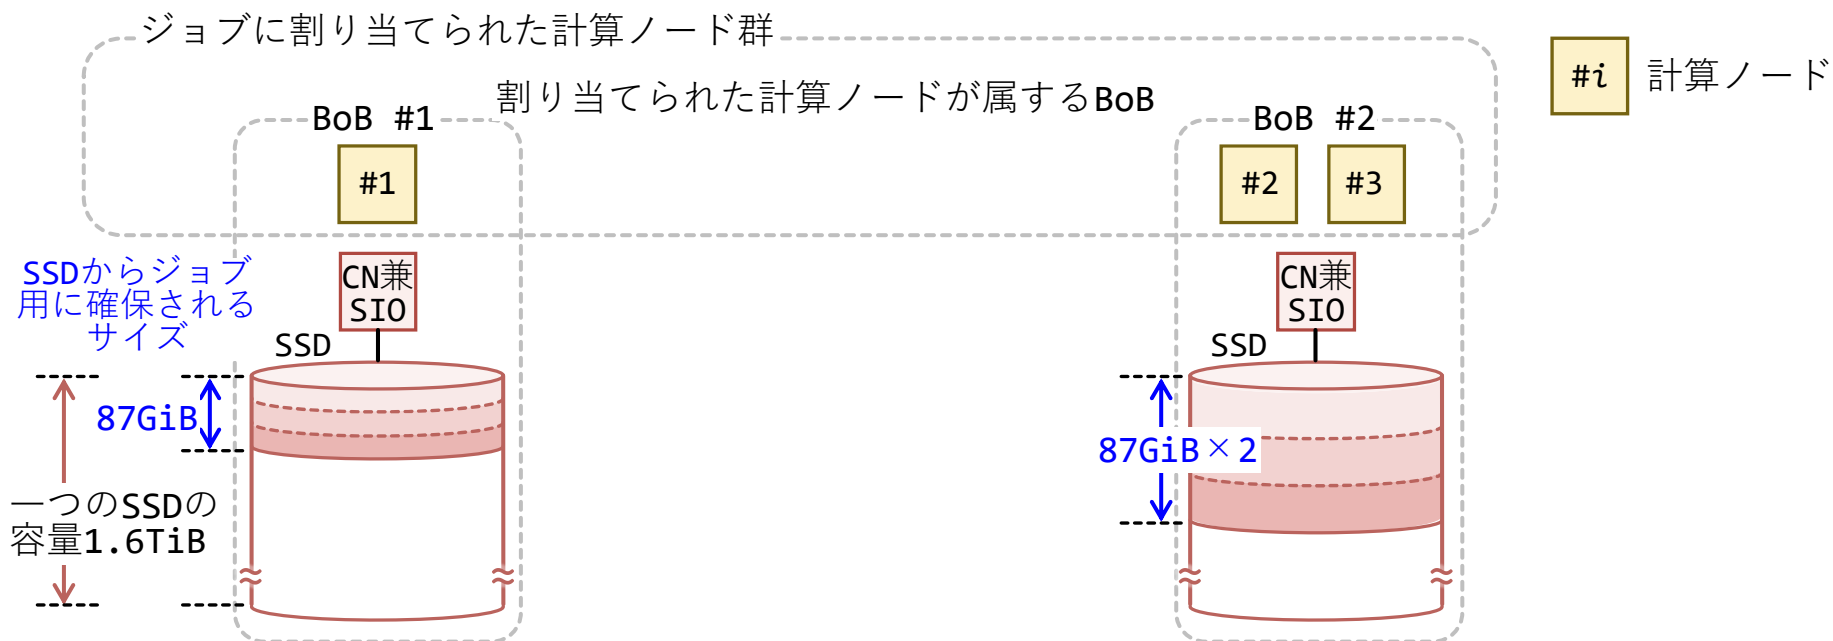 ジョブに割り当てられた計算ノード群
#i 計算ノード
割り当てられた計算ノードが属するBoB
BoB #1
BoB #2
#1
#2
#3
SSDからジョブ
用に確保される
サイズ
CN兼
SIO
CN兼
SIO
SSD
SSD
87GiB
87GiB×2
一つのSSDの
容量1.6TiB